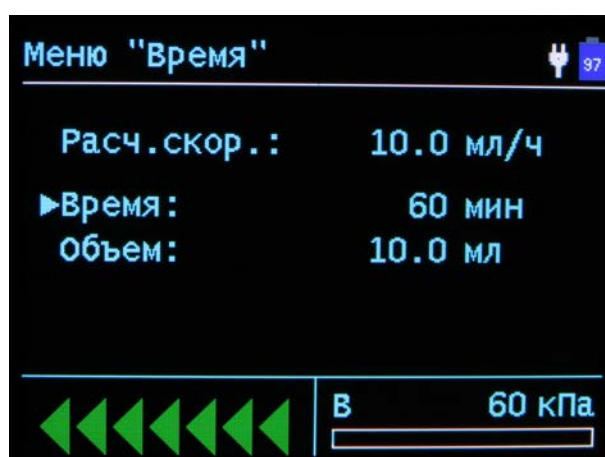 Меню "Время"
97
Расч.скор.: 10.0 мл/ч
▶Время: 60 мин
Объем: 10.0 мл
В 60 кПа